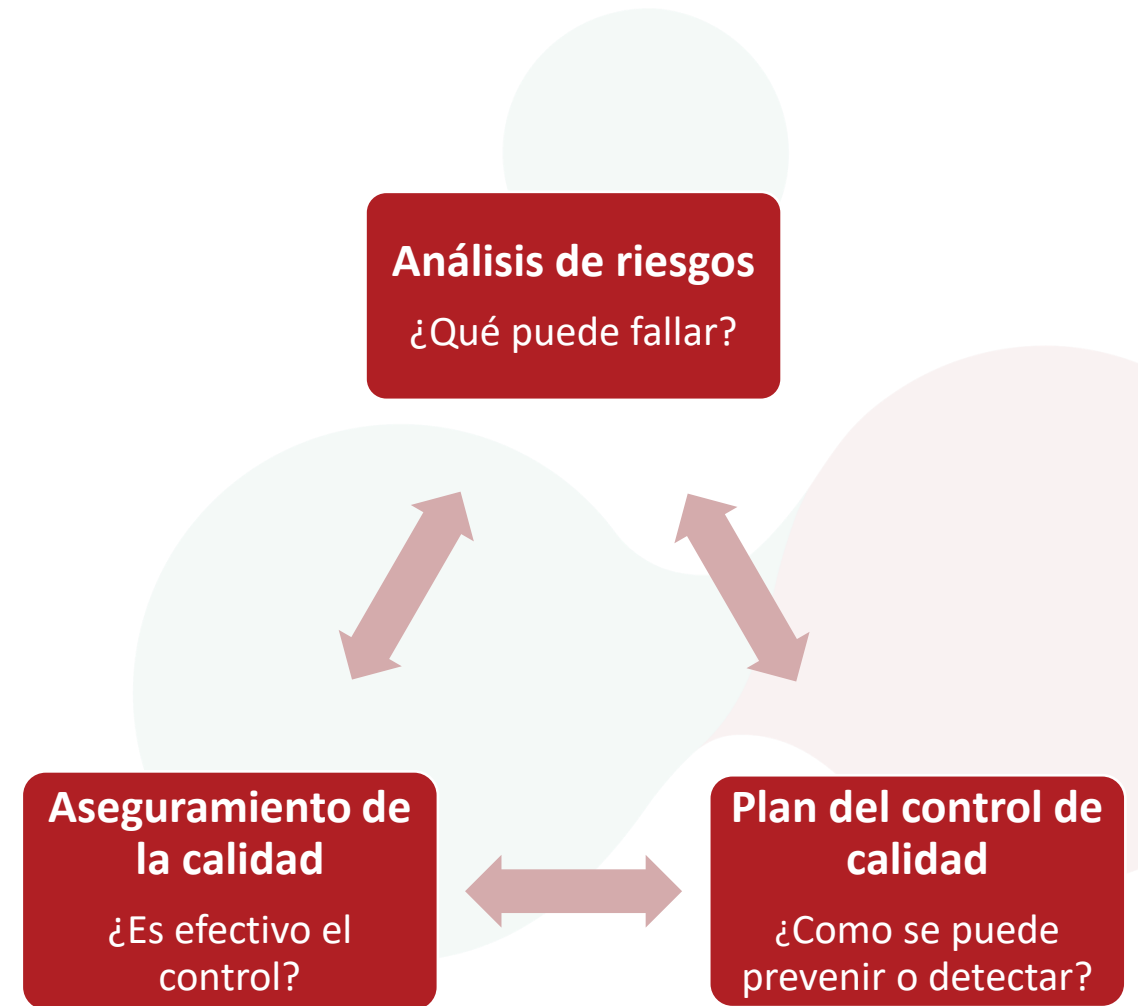 Análisis de riesgos
¿Qué puede fallar?
Aseguramiento de
la calidad
¿Es efectivo el
control?
Plan del control de
calidad
¿Como se puede
prevenir o detectar?